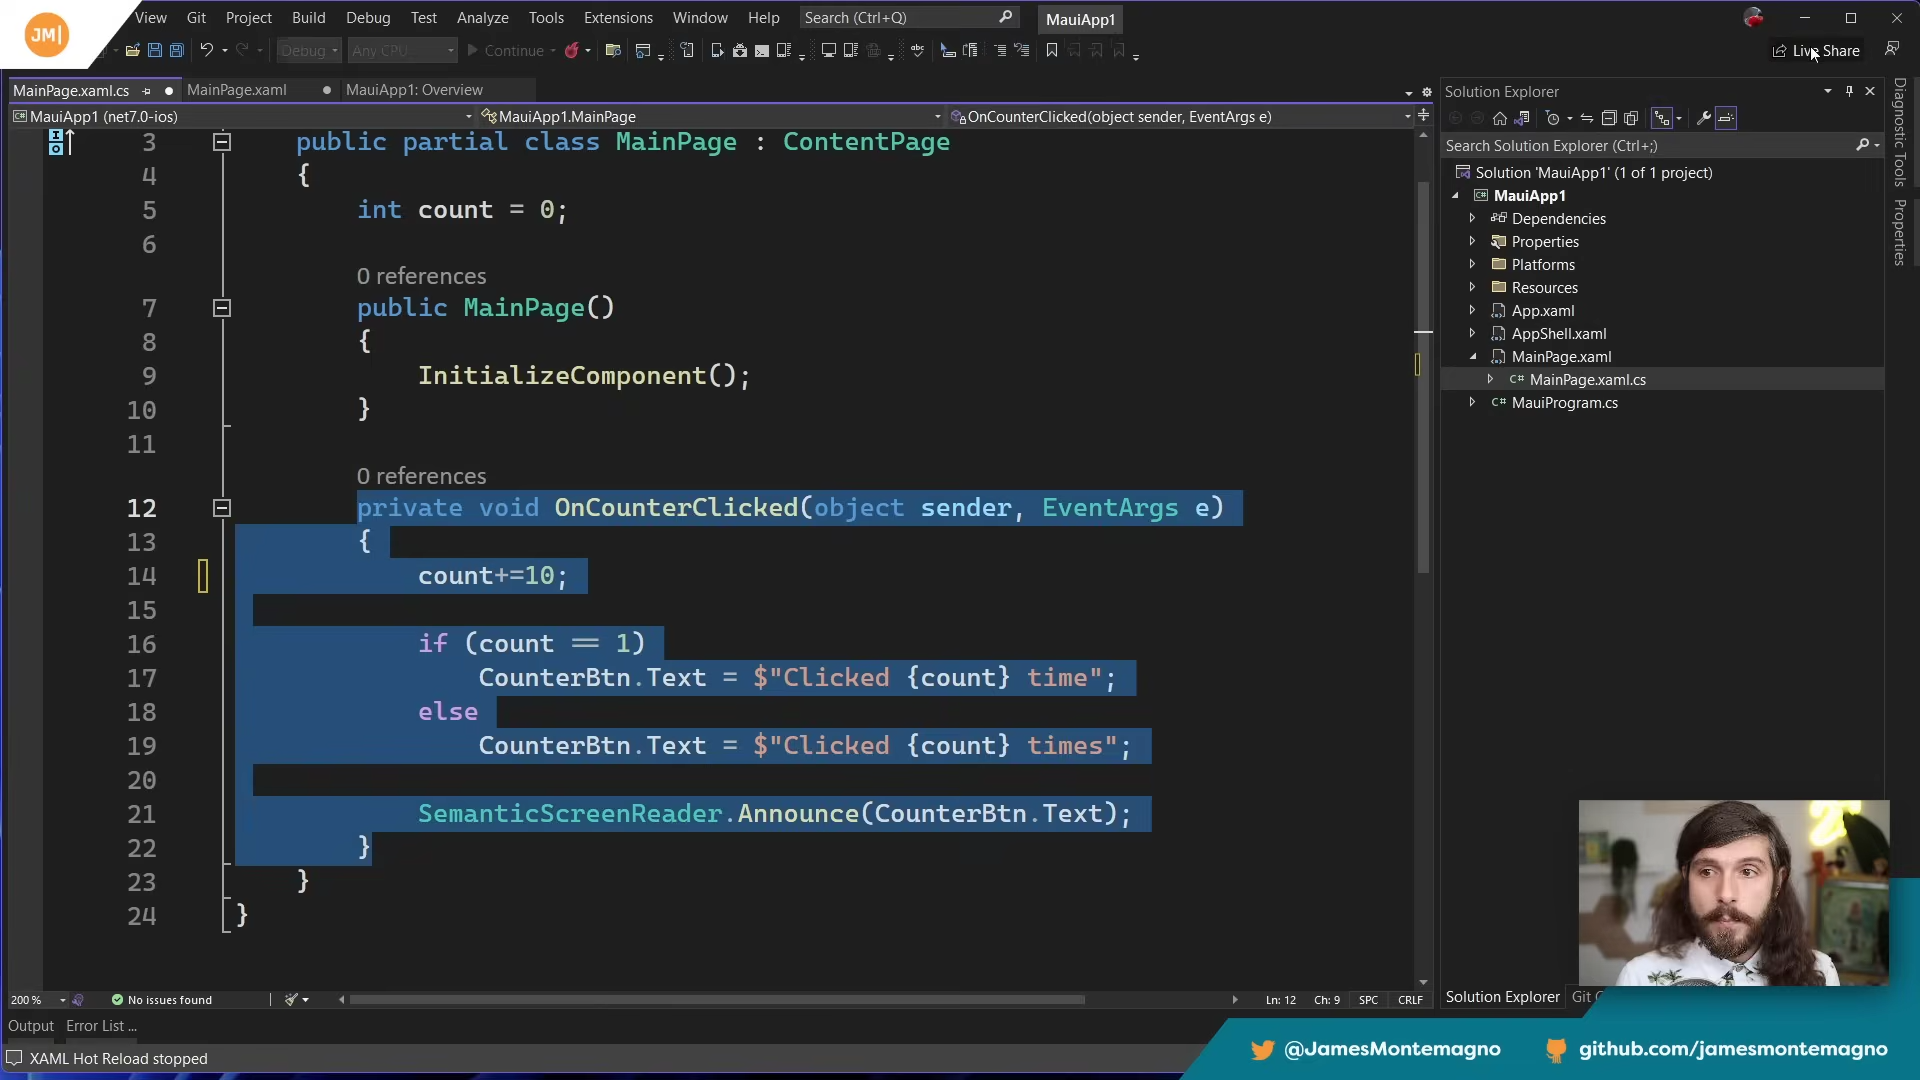 JM|
View Git Project Build Debug Test Analyze Tools Extensions Window Help Search (Ctrl+Q) MauiApp1
Debug Any CPU Continue Live Share
MainPage.xaml.cs MainPage.xaml MauiApp1: Overview
MauiApp1 (net7.0-ios) MauiApp1.MainPage OnCounterClicked(object sender, EventArgs e)
3 public partial class MainPage : ContentPage
4 {
5 int count = 0;
6
0 references
7 public MainPage()
8 {
9 InitializeComponent();
10 }
11
0 references
12 private void OnCounterClicked(object sender, EventArgs e)
13 {
14 count+=10;
15
16 if (count == 1)
17 CounterBtn.Text = $"Clicked {count} time";
18 else
19 CounterBtn.Text = $"Clicked {count} times";
20
21 SemanticScreenReader.Announce(CounterBtn.Text);
22 }
23 }
24 }
200 % No issues found Ln: 12 Ch: 9 SPC CRLF
Output Error List ...
XAML Hot Reload stopped
Solution Explorer
Search Solution Explorer (Ctrl+;)
Solution 'MauiApp1' (1 of 1 project)
MauiApp1
Dependencies
Properties
Platforms
Resources
App.xaml
AppShell.xaml
MainPage.xaml
C# MainPage.xaml.cs
C# MauiProgram.cs
Solution Explorer Git
Diagnostic Tools
Properties
@JamesMontemagno github.com/jamesmontemagno